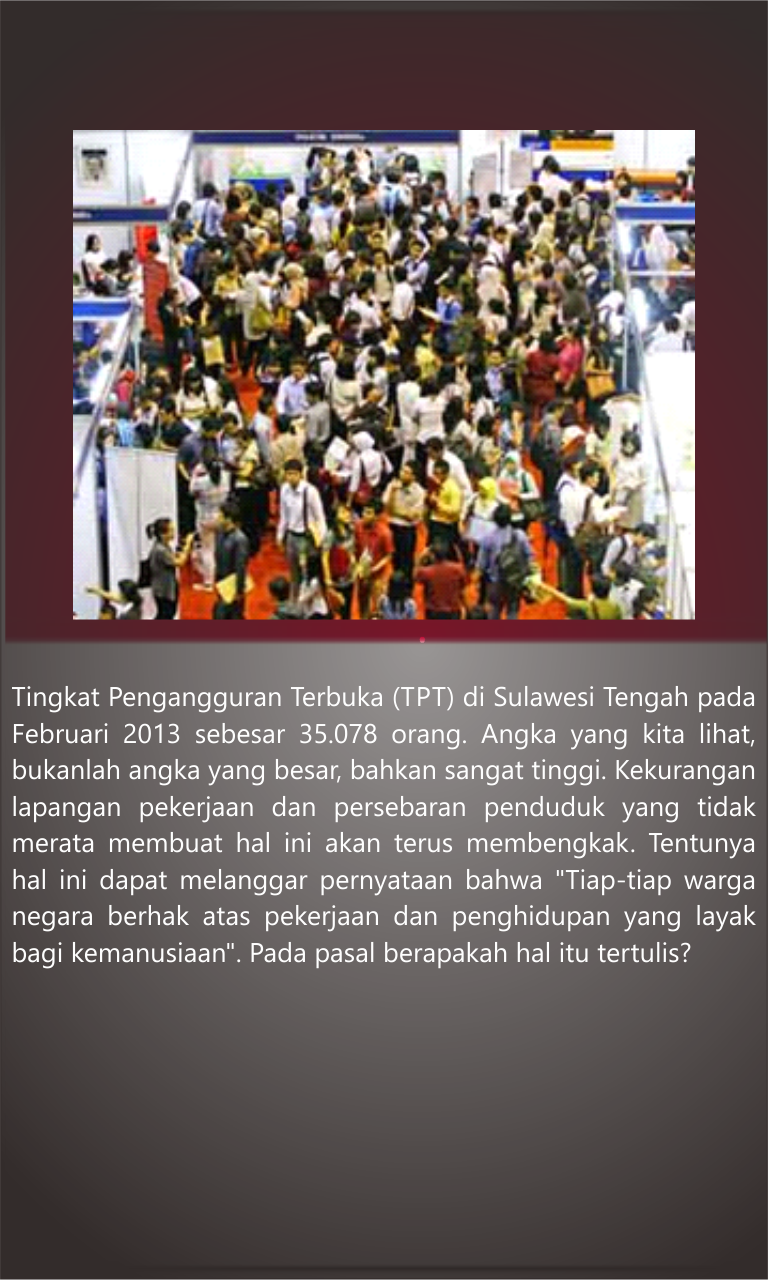 Tingkat Pengangguran Terbuka (TPT) di Sulawesi Tengah pada
Februari 2013 sebesar 35.078 orang. Angka yang kita lihat,
bukanlah angka yang besar, bahkan sangat tinggi. Kekurangan
lapangan pekerjaan dan persebaran penduduk yang tidak
merata membuat hal ini akan terus membengkak. Tentunya
hal ini dapat melanggar pernyataan bahwa "Tiap-tiap warga
negara berhak atas pekerjaan dan penghidupan yang layak
bagi kemanusiaan". Pada pasal berapakah hal itu tertulis?